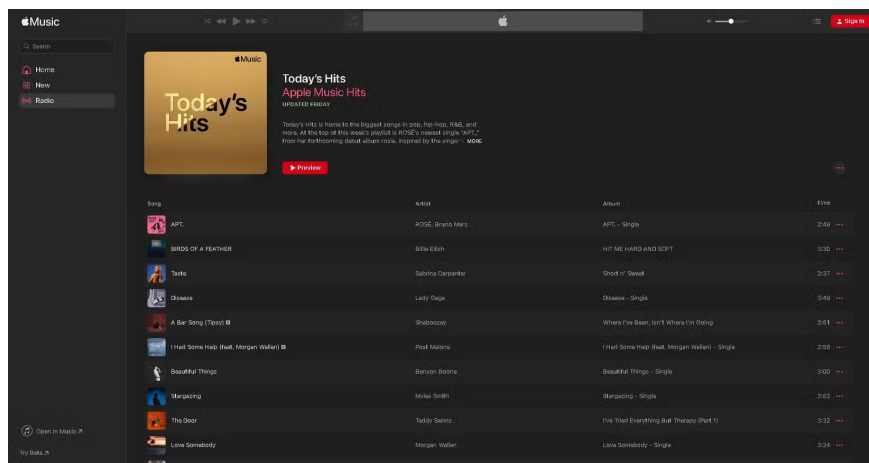 Music
Sign In
Search
Home
New
Radio
Music
Today's
Hits
Today's Hits
Apple Music Hits
UPDATED FRIDAY
Today's Hits is home to the biggest songs in pop, hip-hop, R&B, and
more. At the top of this week's playlist is ROSÉ's newest single "APT.,"
from her forthcoming debut album rosie. Inspired by the singer's MORE
Preview
Song Artist Album Time
APT. ROSÉ, Bruno Mars APT. - Single 2:49
BIRDS OF A FEATHER Billie Eilish HIT ME HARD AND SOFT 3:30
Taste Sabrina Carpenter Short n' Sweet 2:37
Disease Lady Gaga Disease - Single 3:49
A Bar Song (Tipsy) E Shaboozey Where I've Been, Isn't Where I'm Going 2:51
I Had Some Help (feat. Morgan Wallen) E Post Malone I Had Some Help (feat. Morgan Wallen) - Single 2:58
Beautiful Things Benson Boone Beautiful Things - Single 3:00
Stargazing Myles Smith Stargazing - Single 2:52
The Door Teddy Swims I've Tried Everything But Therapy (Part 1) 3:32
Love Somebody Morgan Wallen Love Somebody - Single 3:24
Open in Music
Try Beta